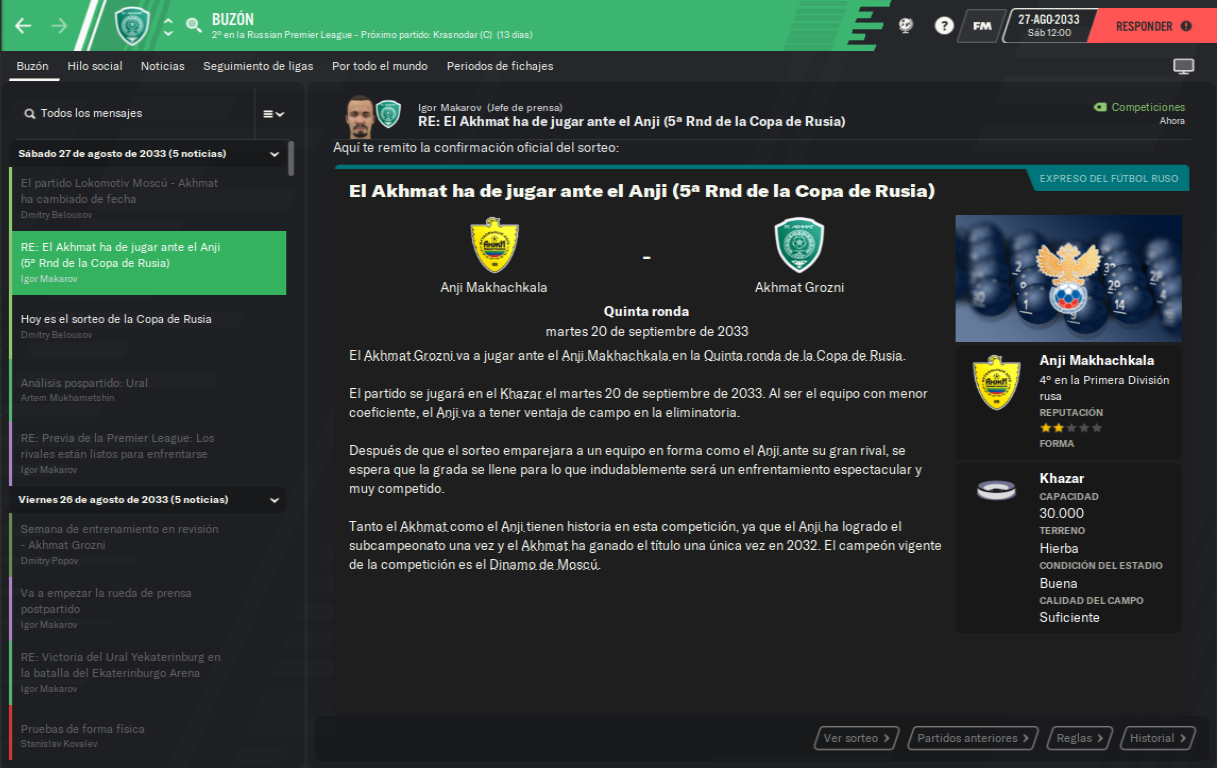 BUZÓN
2º en la Russian Premier League - Próximo partido: Krasnodar (C) (13 días)
FM
27-AGO-2033
Sáb 12:00
RESPONDER
Buzón
Hilo social
Noticias
Seguimiento de ligas
Por todo el mundo
Periodos de fichajes
Todos los mensajes
Sábado 27 de agosto de 2033 (5 noticias)
El partido Lokomotiv Moscú - Akhmat
ha cambiado de fecha
Dmitry Belousov
RE: El Akhmat ha de jugar ante el Anji
(5ª Rnd de la Copa de Rusia)
Igor Makarov
Hoy es el sorteo de la Copa de Rusia
Dmitry Belousov
Análisis pospartido: Ural
Artem Mukhametshin
RE: Previa de la Premier League: Los
rivales están listos para enfrentarse
Igor Makarov
Viernes 26 de agosto de 2033 (5 noticias)
Semana de entrenamiento en revisión
- Akhmat Grozni
Dmitry Popov
Va a empezar la rueda de prensa
postpartido
Igor Makarov
RE: Victoria del Ural Yekaterinburg en
la batalla del Ekaterinburgo Arena
Igor Makarov
Pruebas de forma física
Stanislav Kovalev
Igor Makarov (Jefe de prensa)
RE: El Akhmat ha de jugar ante el Anji (5ª Rnd de la Copa de Rusia)
Competiciones
Ahora
Aquí te remito la confirmación oficial del sorteo:
EXPRESO DEL FÚTBOL RUSO
El Akhmat ha de jugar ante el Anji (5ª Rnd de la Copa de Rusia)
-
Anji Makhachkala
Akhmat Grozni
Quinta ronda
martes 20 de septiembre de 2033
El Akhmat Grozni va a jugar ante el Anji Makhachkala en la Quinta ronda de la Copa de Rusia.
El partido se jugará en el Khazar el martes 20 de septiembre de 2033. Al ser el equipo con menor
coeficiente, el Anji va a tener ventaja de campo en la eliminatoria.
Después de que el sorteo emparejara a un equipo en forma como el Anji ante su gran rival, se
espera que la grada se llene para lo que indudablemente será un enfrentamiento espectacular y
muy competido.
Tanto el Akhmat como el Anji tienen historia en esta competición, ya que el Anji ha logrado el
subcampeonato una vez y el Akhmat ha ganado el título una única vez en 2032. El campeón vigente
de la competición es el Dinamo de Moscú.
Anji Makhachkala
4º en la Primera División
rusa
REPUTACIÓN
FORMA
Khazar
CAPACIDAD
30.000
TERRENO
Hierba
CONDICIÓN DEL ESTADIO
Buena
CALIDAD DEL CAMPO
Suficiente
Ver sorteo
Partidos anteriores
Reglas
Historial